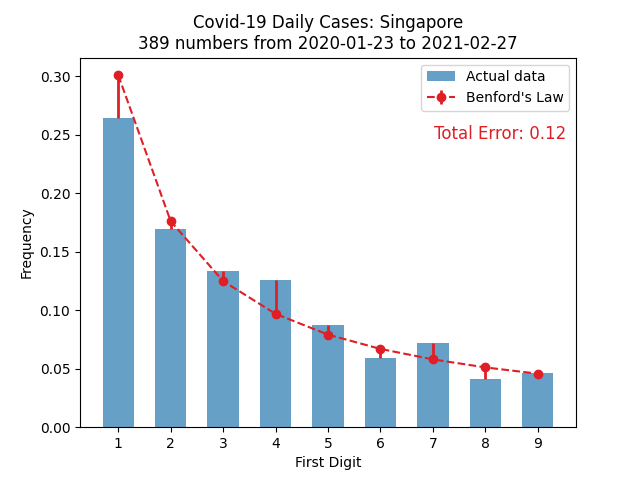 Covid-19 Daily Cases: Singapore
389 numbers from 2020-01-23 to 2021-02-27
Actual data
Benford's Law
Total Error: 0.12
Frequency
0.30
0.25
0.20
0.15
0.10
0.05
0.00
1 2 3 4 5 6 7 8 9
First Digit